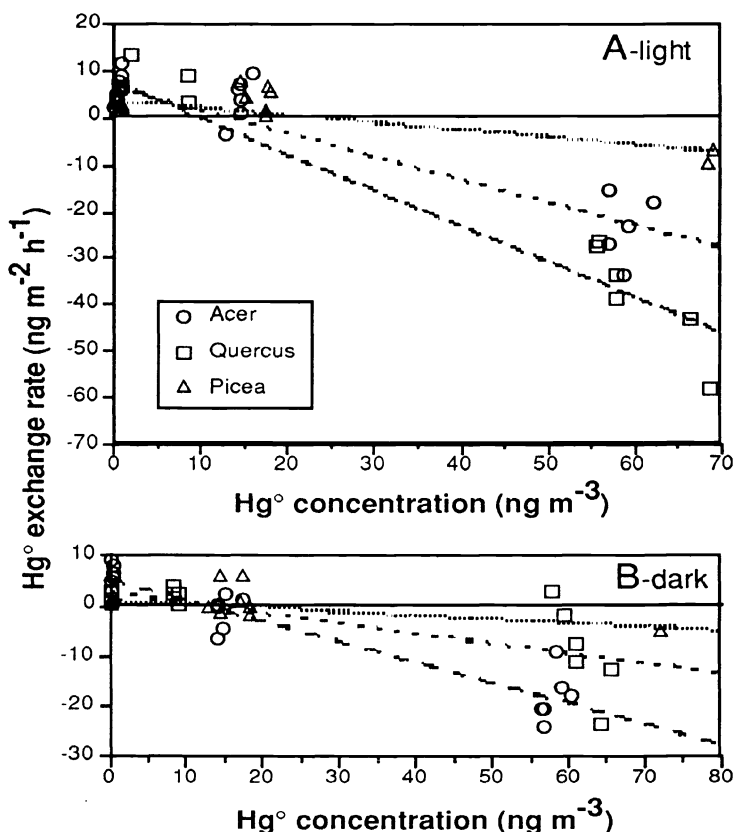 20
10
0
-10
-20
-30
-40
-50
-60
-70
A-light
Acer
Quercus
Picea
0 10 20 30 40 50 60 70
Hg° concentration (ng m-3)
Hg° exchange rate (ng m-2 h-1)
10
0
-10
-20
-30
B-dark
0 10 20 30 40 50 60 70 80
Hg° concentration (ng m-3)